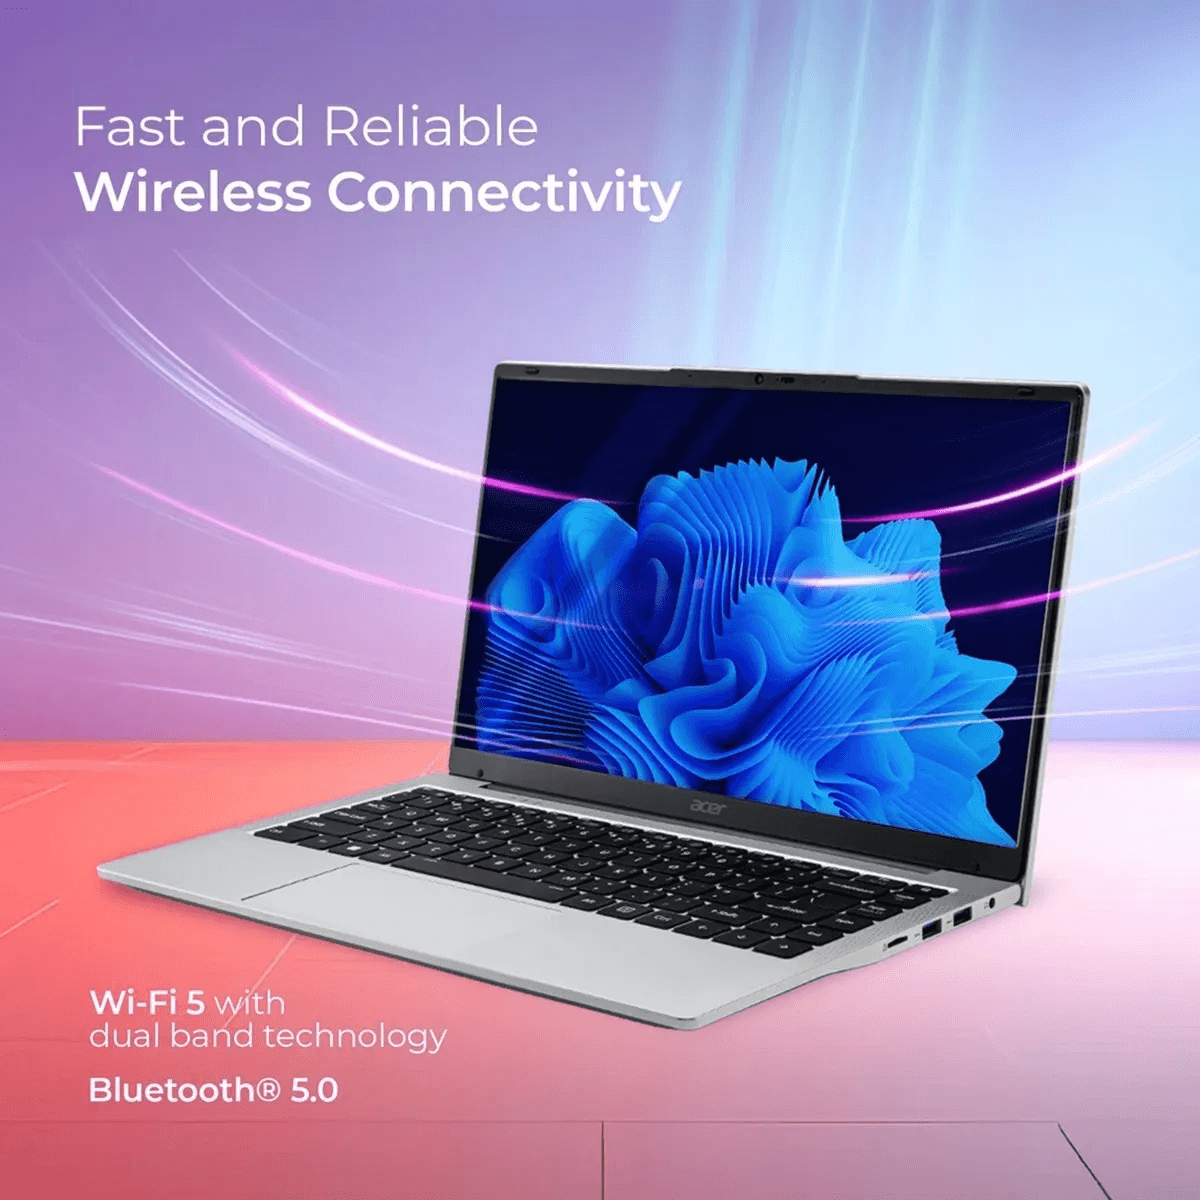 Fast and Reliable
Wireless Connectivity
acer
Wi-Fi 5 with
dual band technology
Bluetooth® 5.0